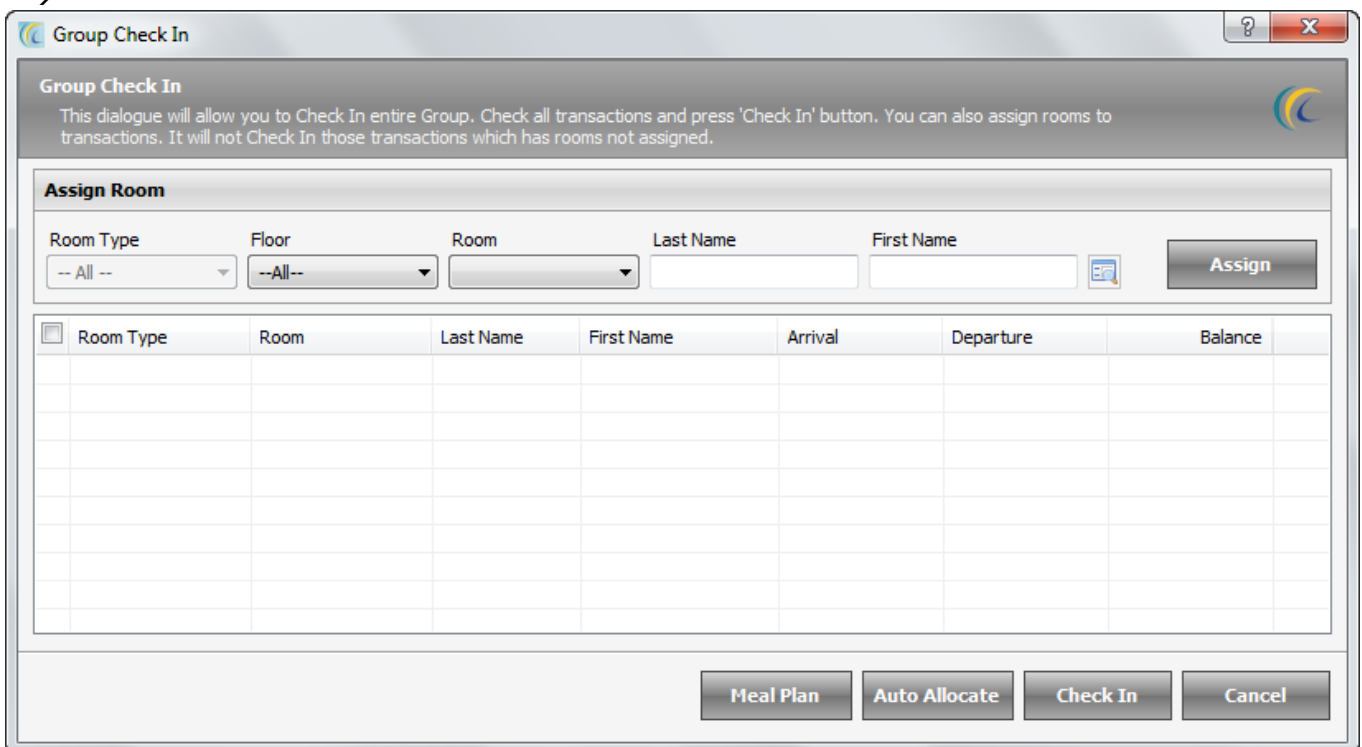 Group Check In
Group Check In
This dialogue will allow you to Check In entire Group. Check all transactions and press 'Check In' button. You can also assign rooms to
transactions. It will not Check In those transactions which has rooms not assigned.
Assign Room
Room Type Floor Room Last Name First Name
-- All -- --All-- Assign
Room Type Room Last Name First Name Arrival Departure Balance
Meal Plan Auto Allocate Check In Cancel